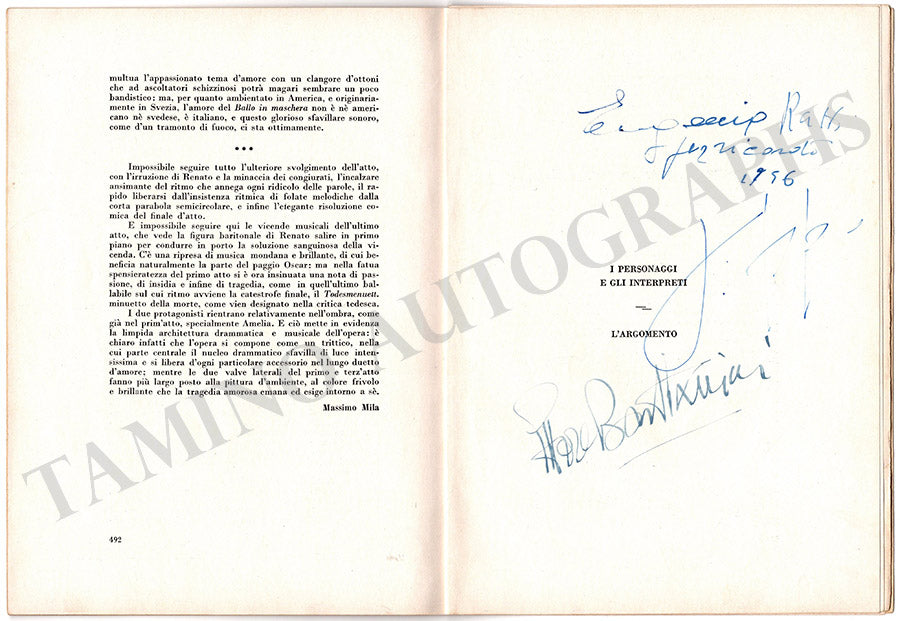 multua l'appassionato tema d'amore con un clangore d'ottoni
che ad ascoltatori schizzinosi potrà magari sembrare un poco
bandistico; ma, per quanto ambientato in America, e originaria-
mente in Svezia, l'amore del Ballo in maschera non è nè ameri-
cano nè svedese, è italiano, e questo glorioso sfavillare sonoro,
come d'un tramonto di fuoco, ci sta ottimamente.
•••
Impossibile seguire tutto l'ulteriore svolgimento dell'atto,
con l'irruzione di Renato e la minaccia dei congiurati, l'incalzare
ansimante del ritmo che annega ogni ridicolo delle parole, il ra-
pido liberarsi dall'insistenza ritmica di folate melodiche dalla
corta parabola semicircolare, e infine l'elegante risoluzione co-
mica del finale d'atto.
E impossibile seguire qui le vicende musicali dell'ultimo
atto, che vede la figura baritonale di Renato salire in primo
piano per condurre in porto la soluzione sanguinosa della vi-
cenda. C'è una ripresa di musica mondana e brillante, di cui be-
neficia naturalmente la parte del paggio Oscar; ma nella fatua
spensieratezza del primo atto si è ora insinuata una nota di pas-
sione, di insidia e infine di tragedia, come in quell'ultimo bal-
labile sul cui ritmo avviene la catastrofe finale, il Todesmenuett,
minuetto della morte, come vien designato nella critica tedesca.
I due protagonisti rientrano relativamente nell'ombra, come
già nel prim'atto, specialmente Amelia. E ciò mette in evidenza
la limpida architettura drammatica e musicale dell'opera; è
chiaro infatti che l'opera si compone come un trittico, nella
cui parte centrale il nucleo drammatico sfavilla di luce inten-
sissima e si libera d'ogni particolare accessorio nel lungo duetto
d'amore; mentre le due valve laterali del primo e terz'atto
fanno più largo posto alla pittura d'ambiente, al colore frivolo
e brillante che la tragedia amorosa emana ed esige intorno a sè.
Massimo Mila
492
Eugenia Ratti
1956
I PERSONAGGI
E GLI INTERPRETI
L'ARGOMENTO
Ettore Bastianini
TAMINO AUTOGRAPHS